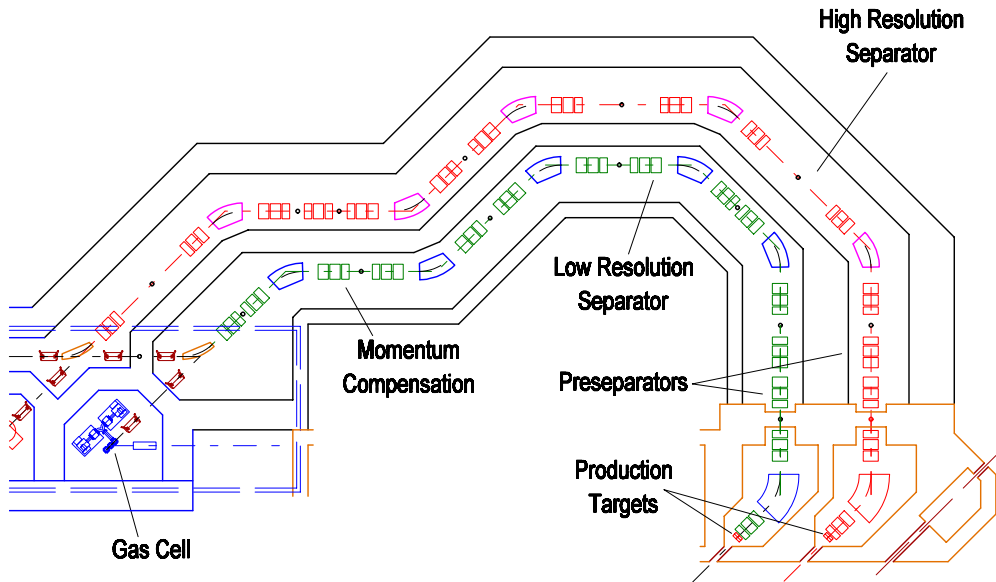 High Resolution
Separator
Low Resolution
Separator
Momentum
Compensation
Preseparators
Production
Targets
Gas Cell